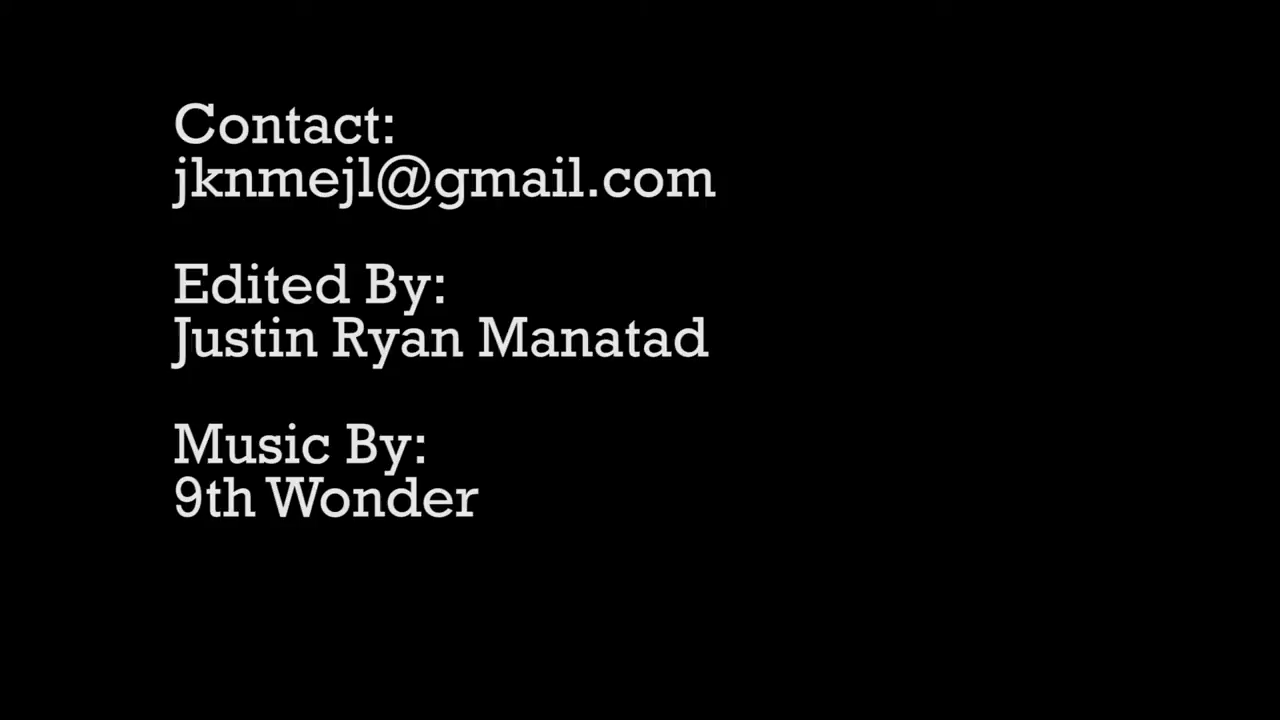 Contact:
jknmejl@gmail.com
Edited By:
Justin Ryan Manatad
Music By:
9th Wonder